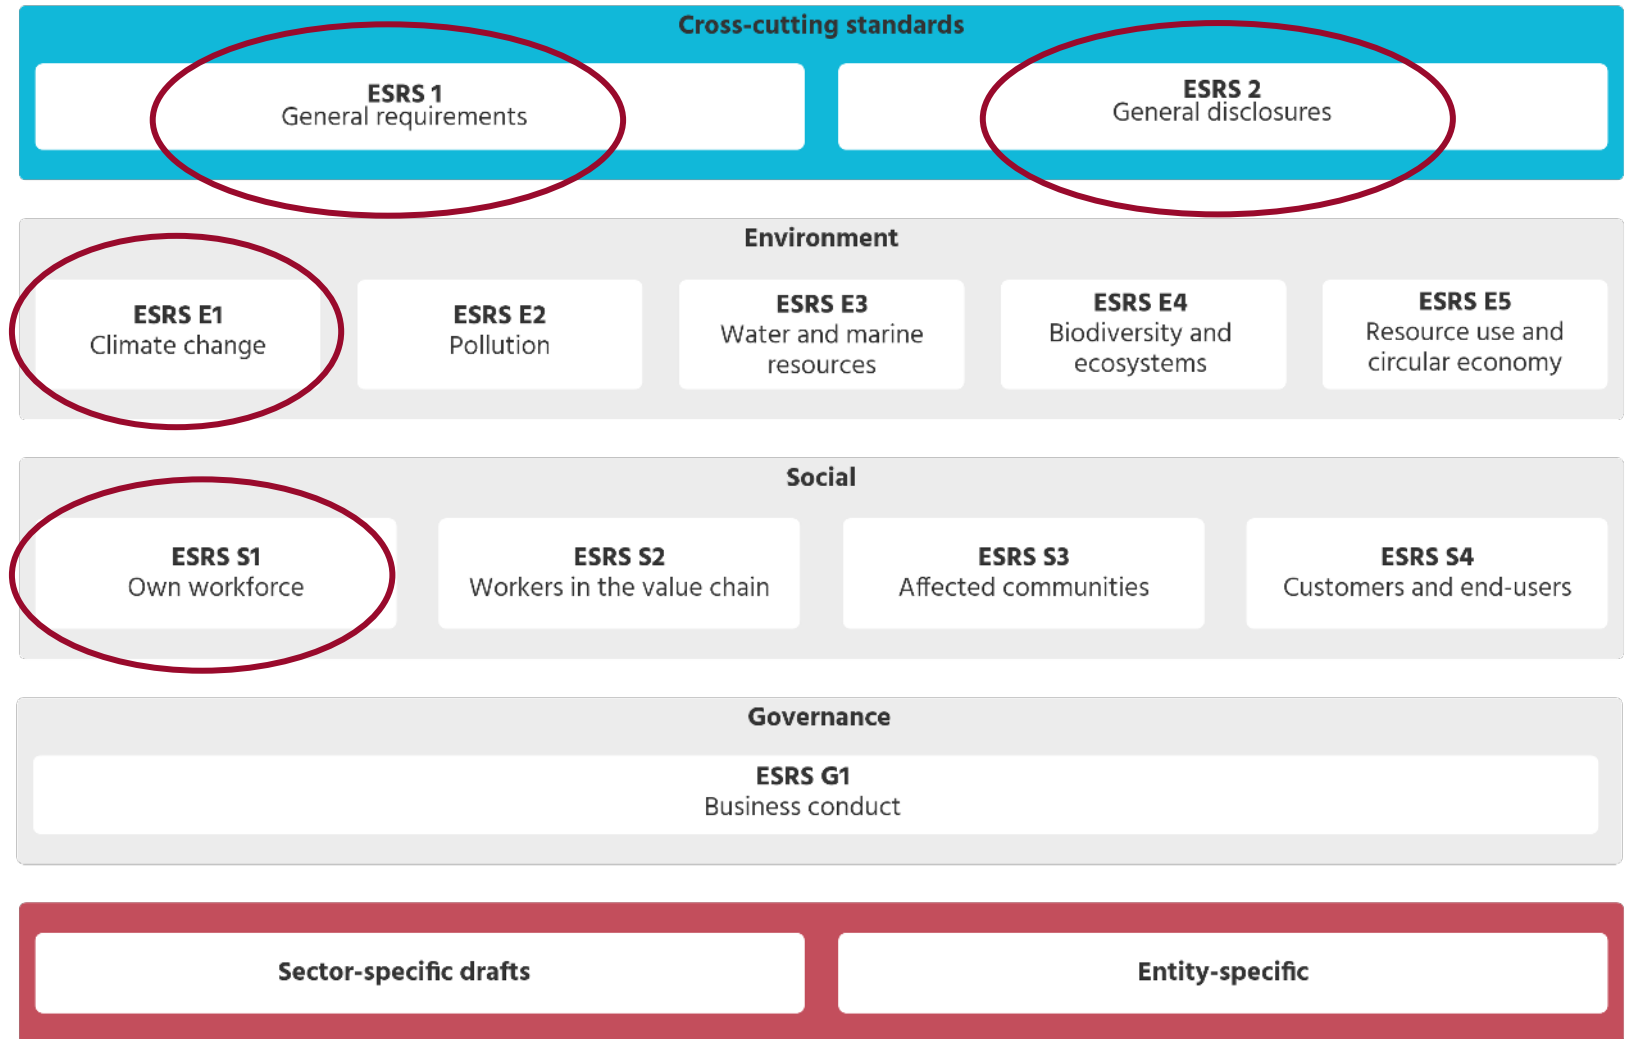 Cross-cutting standards
ESRS 1
General requirements
ESRS 2
General disclosures
Environment
ESRS E1
Climate change
ESRS E2
Pollution
ESRS E3
Water and marine
resources
ESRS E4
Biodiversity and
ecosystems
ESRS E5
Resource use and
circular economy
Social
ESRS S1
Own workforce
ESRS S2
Workers in the value chain
ESRS S3
Affected communities
ESRS S4
Customers and end-users
Governance
ESRS G1
Business conduct
Sector-specific drafts
Entity-specific